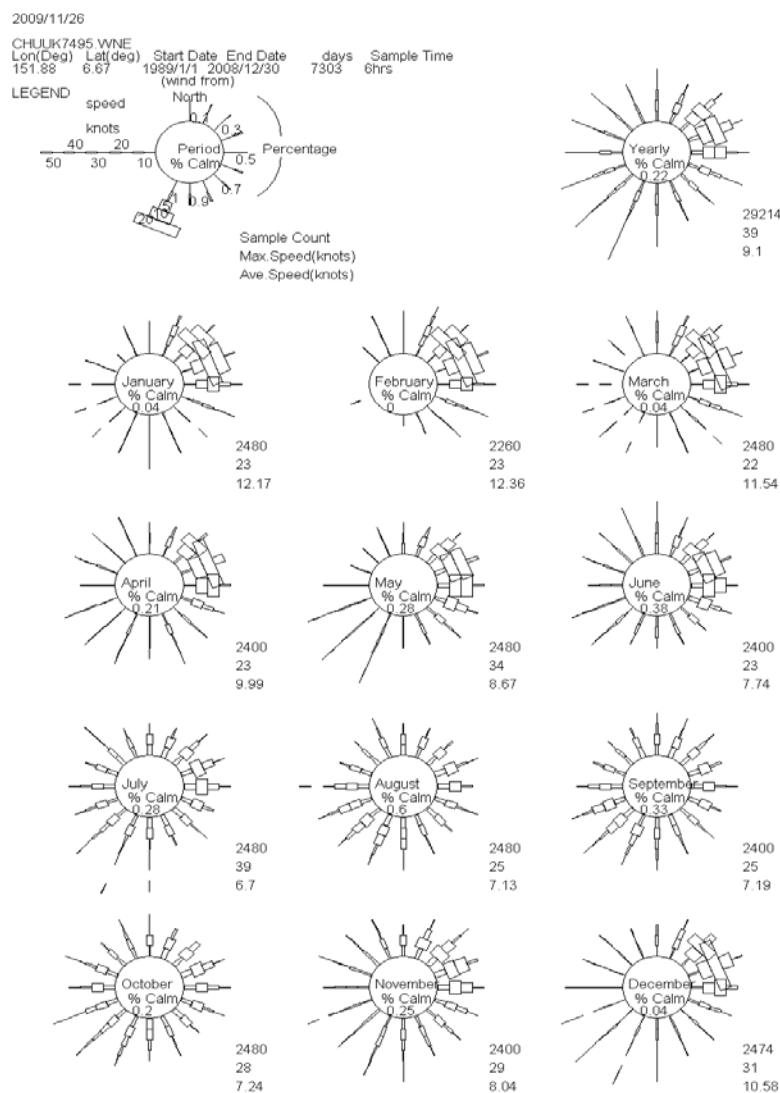 2009/11/26
CHUUK7495.WNE
Lon(Deg) Lat(deg) Start Date End Date days Sample Time
151.88 6.67 1989/1/1 2008/12/30 7303 6hrs
(wind from)
LEGEND
North
speed
knots
50 40 30 20 10
Period
% Calm
0.1
0.3
0.5
0.7
0.9
1
5
10
20
Percentage
Sample Count
Max.Speed(knots)
Ave.Speed(knots)
Yearly
% Calm
0.22
29214
39
9.1
January
% Calm
0.04
2480
23
12.17
February
% Calm
0
2260
23
12.36
March
% Calm
0.04
2480
22
11.54
April
% Calm
0.21
2400
23
9.99
May
% Calm
0.28
2480
34
8.67
June
% Calm
0.38
2400
23
7.74
July
% Calm
0.28
2480
39
6.7
August
% Calm
0.6
2480
25
7.13
September
% Calm
0.33
2400
25
7.19
October
% Calm
0.2
2480
28
7.24
November
% Calm
0.25
2400
29
8.04
December
% Calm
0.04
2474
31
10.58